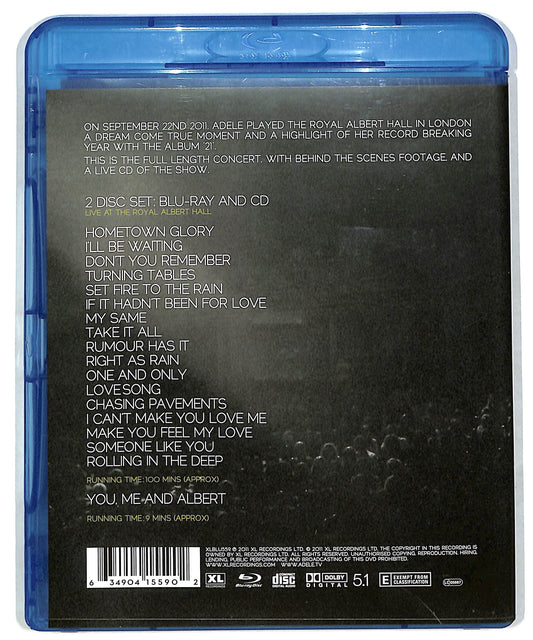 ON SEPTEMBER 22ND 2011, ADELE PLAYED THE ROYAL ALBERT HALL IN LONDON
A DREAM COME TRUE MOMENT AND A HIGHLIGHT OF HER RECORD BREAKING
YEAR WITH THE ALBUM '21'.
THIS IS THE FULL LENGTH CONCERT, WITH BEHIND THE SCENES FOOTAGE, AND
A LIVE CD OF THE SHOW.
2 DISC SET: BLU-RAY AND CD
LIVE AT THE ROYAL ALBERT HALL
HOMETOWN GLORY
I'LL BE WAITING
DON'T YOU REMEMBER
TURNING TABLES
SET FIRE TO THE RAIN
IF IT HADN'T BEEN FOR LOVE
MY SAME
TAKE IT ALL
RUMOUR HAS IT
RIGHT AS RAIN
ONE AND ONLY
LOVESONG
CHASING PAVEMENTS
I CAN'T MAKE YOU LOVE ME
MAKE YOU FEEL MY LOVE
SOMEONE LIKE YOU
ROLLING IN THE DEEP
RUNNING TIME: 100 MINS (APPROX)
YOU, ME AND ALBERT
RUNNING TIME: 9 MINS (APPROX)
XLBLU559 ℗ 2011 XL RECORDINGS LTD. © 2011 XL RECORDINGS LTD. THE COPYRIGHT IN THIS RECORDING IS
OWNED BY XL RECORDINGS LTD. ALL RIGHTS RESERVED. UNAUTHORISED COPYING, REPRODUCTION, HIRING,
LENDING, PUBLIC PERFORMANCE AND BROADCASTING OF THIS DVD PROHIBITED.
WWW.XLRECORDINGS.COM WWW.ADELE.TV
6 34904 15590 2
XL Blu-ray Disc COMPACT disc DIGITAL AUDIO DOLBY DIGITAL 5.1 E EXEMPT FROM CLASSIFICATION